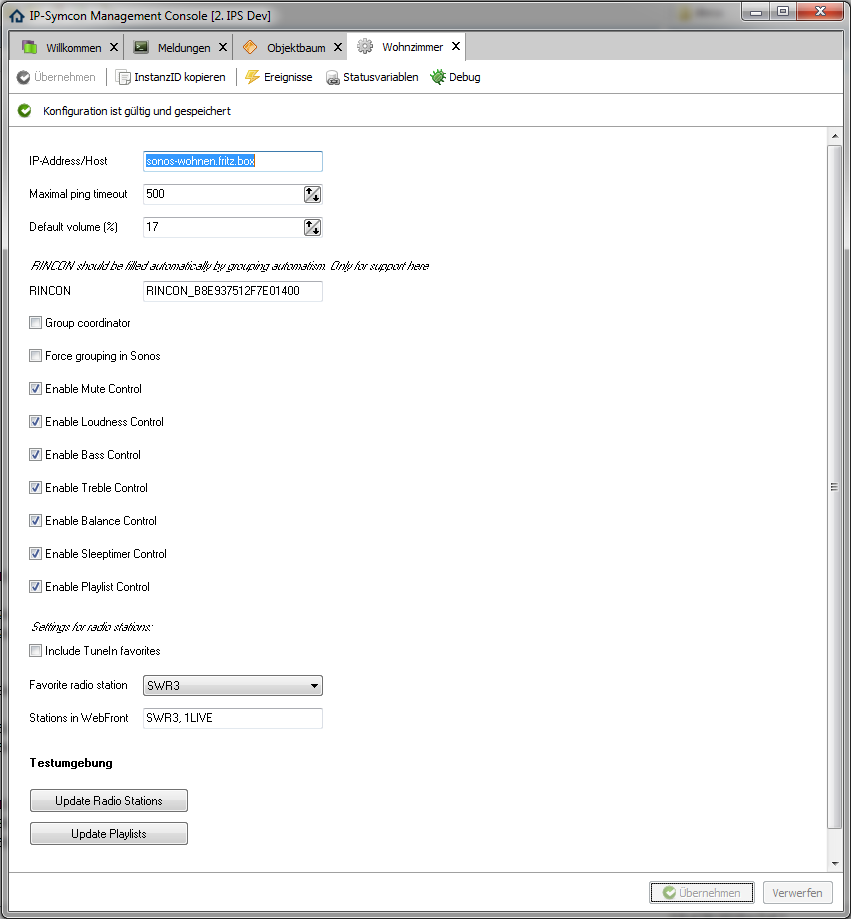 IP-Symcon Management Console [2. IPS Dev]
Willkommen Meldungen Objektbaum Wohnzimmer
Übernehmen InstanzID kopieren Ereignisse Statusvariablen Debug
Konfiguration ist gültig und gespeichert
IP-Address/Host sonos-wohnen.fritz.box
Maximal ping timeout 500
Default volume (%) 17
RINCON should be filled automatically by grouping automatism. Only for support here
RINCON RINCON_B8E937512F7E01400
Group coordinator
Force grouping in Sonos
Enable Mute Control
Enable Loudness Control
Enable Bass Control
Enable Treble Control
Enable Balance Control
Enable Sleeptimer Control
Enable Playlist Control
Settings for radio stations:
Include TuneIn favorites
Favorite radio station SWR3
Stations in WebFront SWR3, 1LIVE
Testumgebung
Update Radio Stations
Update Playlists
Übernehmen Verwerfen